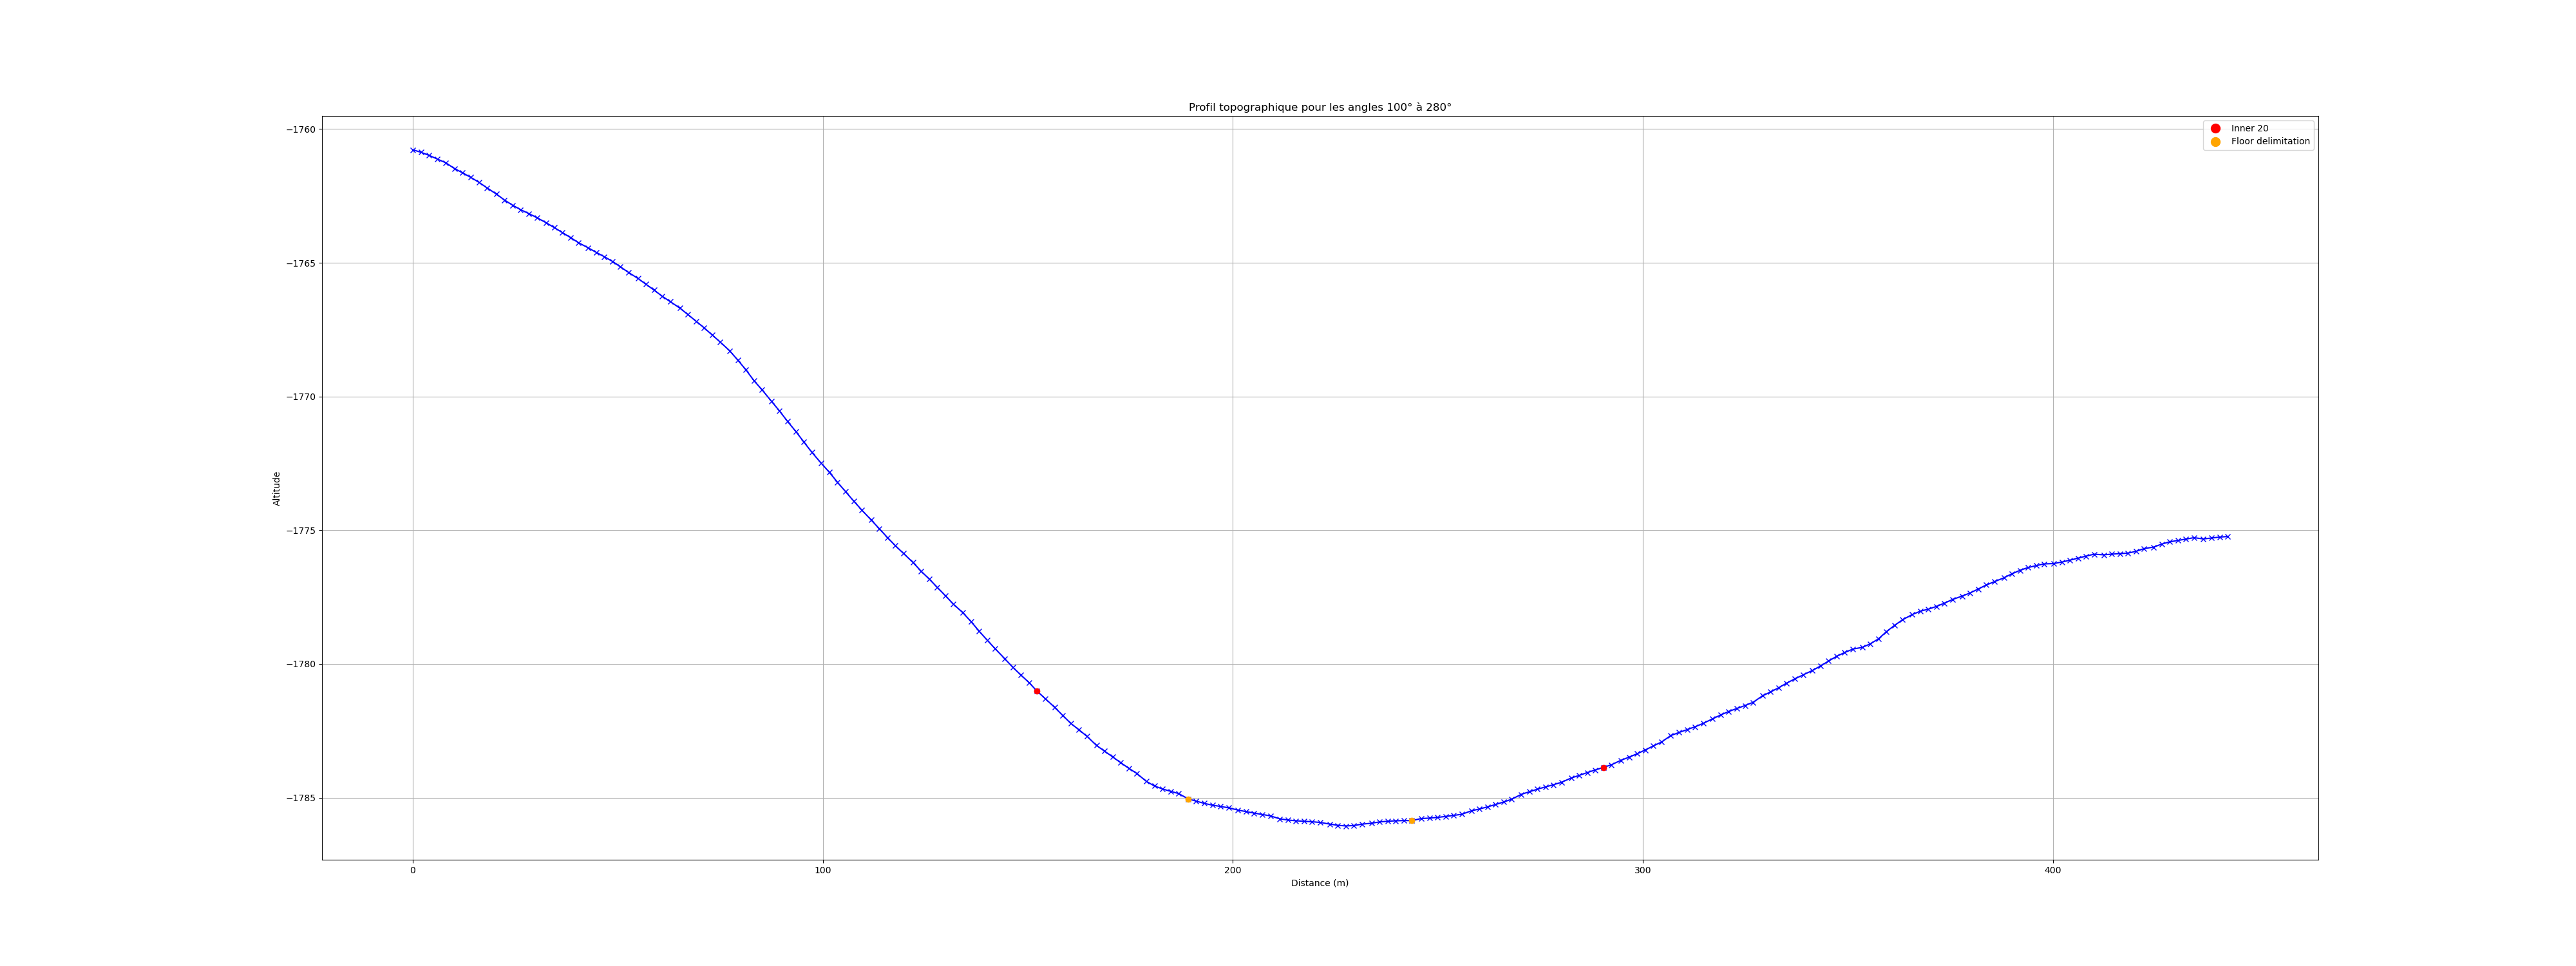 Profil topographique pour les angles 100° à 280°
Inner 20
Floor delimitation
−1760
−1765
−1770
−1775
−1780
−1785
Altitude
0 100 200 300 400
Distance (m)